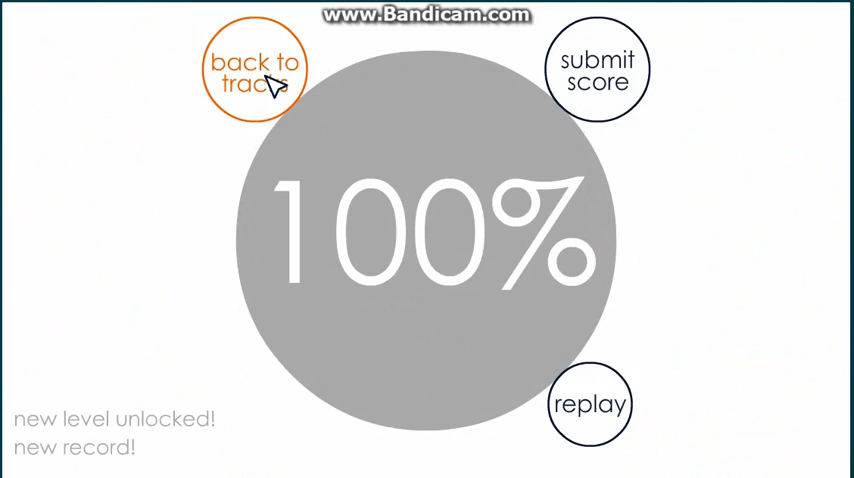 www.Bandicam.com
back to
tracks
submit
score
100%
replay
new level unlocked!
new record!